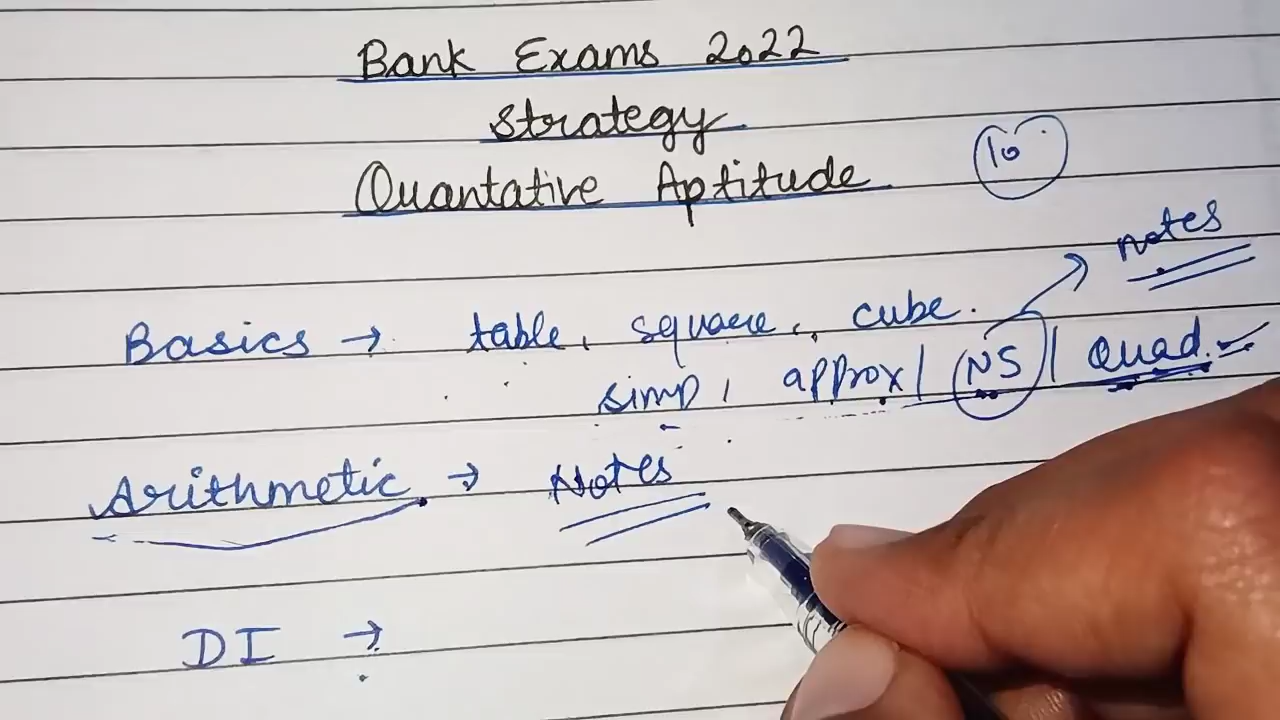 Bank Exams 2022
Strategy
Quantative Aptitude
10
notes
Basics → table, square, cube.
simp, approx / NS / Quad.
Arithmetic → Notes
DI →